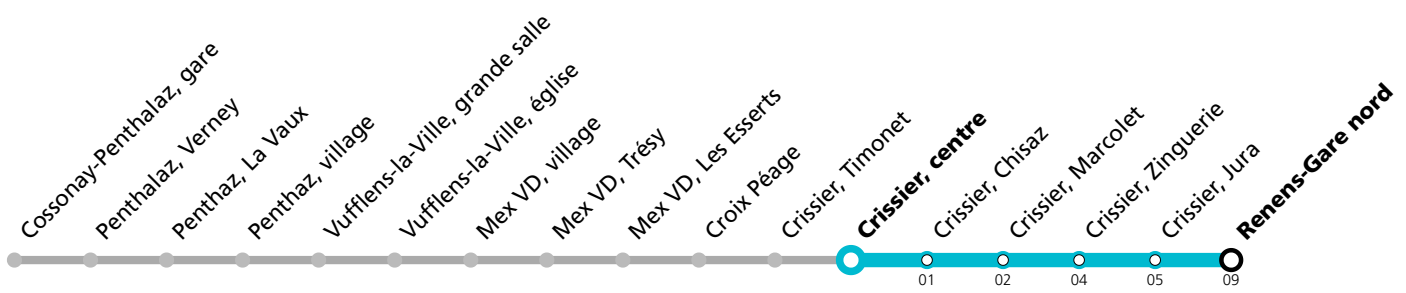 Cossonay-Penthalaz, gare
Penthalaz, Verney
Penthaz, La Vaux
Penthaz, village
Vufflens-la-Ville, grande salle
Vufflens-la-Ville, église
Mex VD, village
Mex VD, Trésy
Mex VD, Les Esserts
Croix Péage
Crissier, Timonet
Crissier, centre
Crissier, Chisaz
Crissier, Marcolet
Crissier, Zinguerie
Crissier, Jura
Renens-Gare nord
01
02
04
05
09